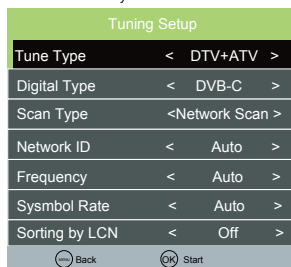 Tuning Setup
Tune Type < DTV+ATV >
Digital Type < DVB-C >
Scan Type <Network Scan >
Network ID < Auto >
Frequency < Auto >
Sysmbol Rate < Auto >
Sorting by LCN < Off >
MENU Back OK Start